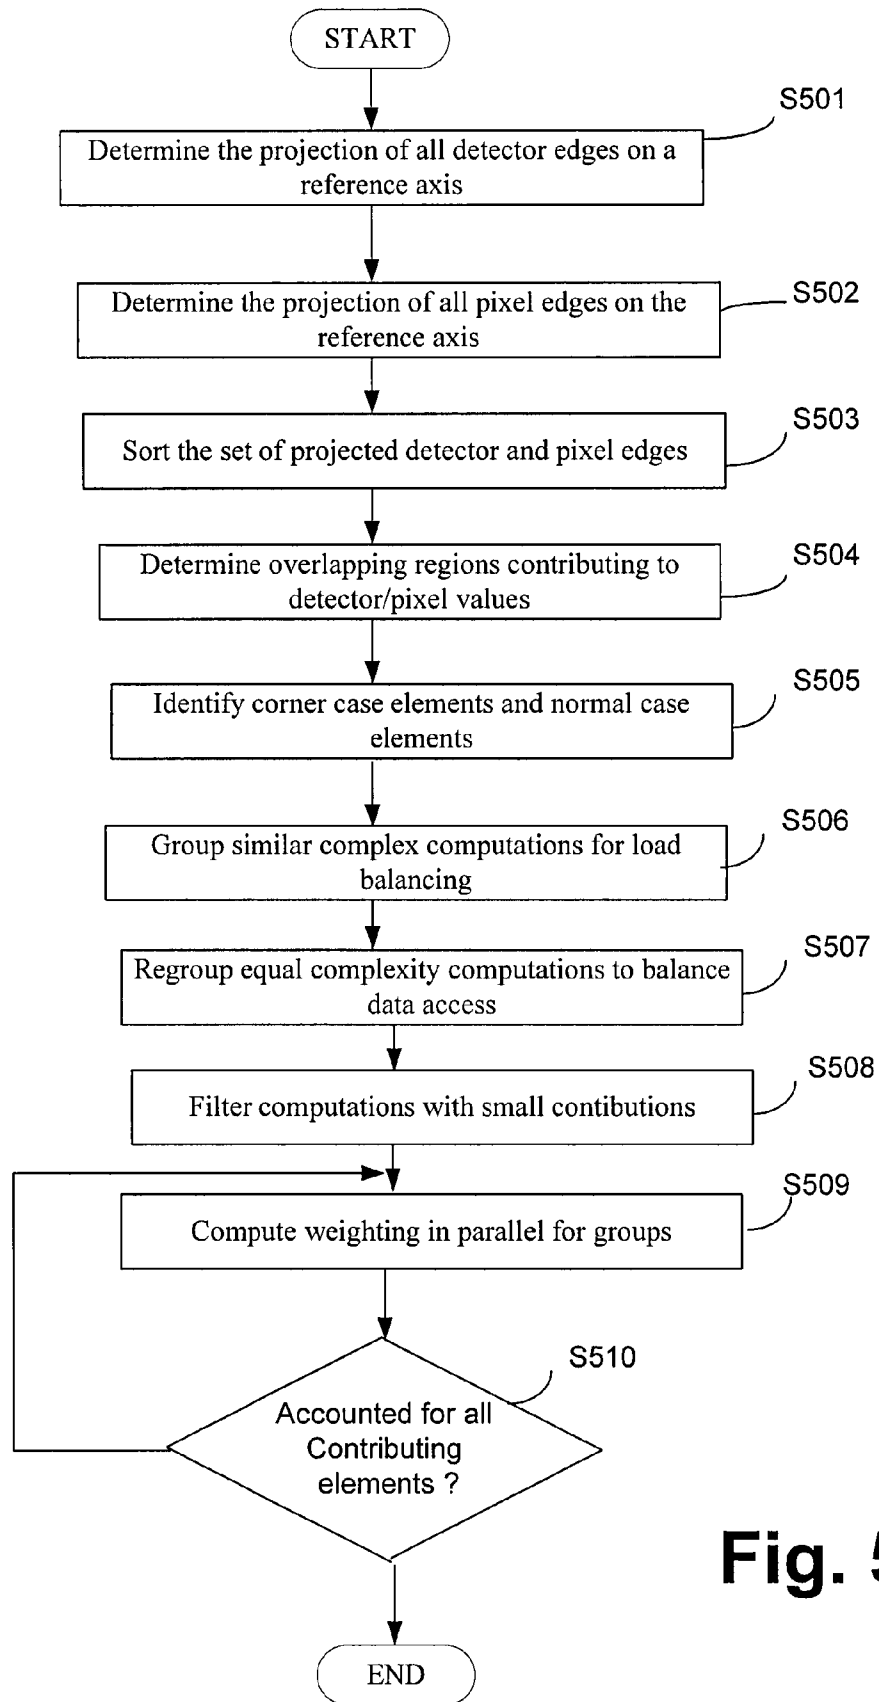 START
S501
Determine the projection of all detector edges on a
reference axis
S502
Determine the projection of all pixel edges on the
reference axis
S503
Sort the set of projected detector and pixel edges
S504
Determine overlapping regions contributing to
detector/pixel values
S505
Identify corner case elements and normal case
elements
S506
Group similar complex computations for load
balancing
S507
Regroup equal complexity computations to balance
data access
S508
Filter computations with small contibutions
S509
Compute weighting in parallel for groups
S510
Accounted for all
Contributing
elements ?
Fig. 5
END